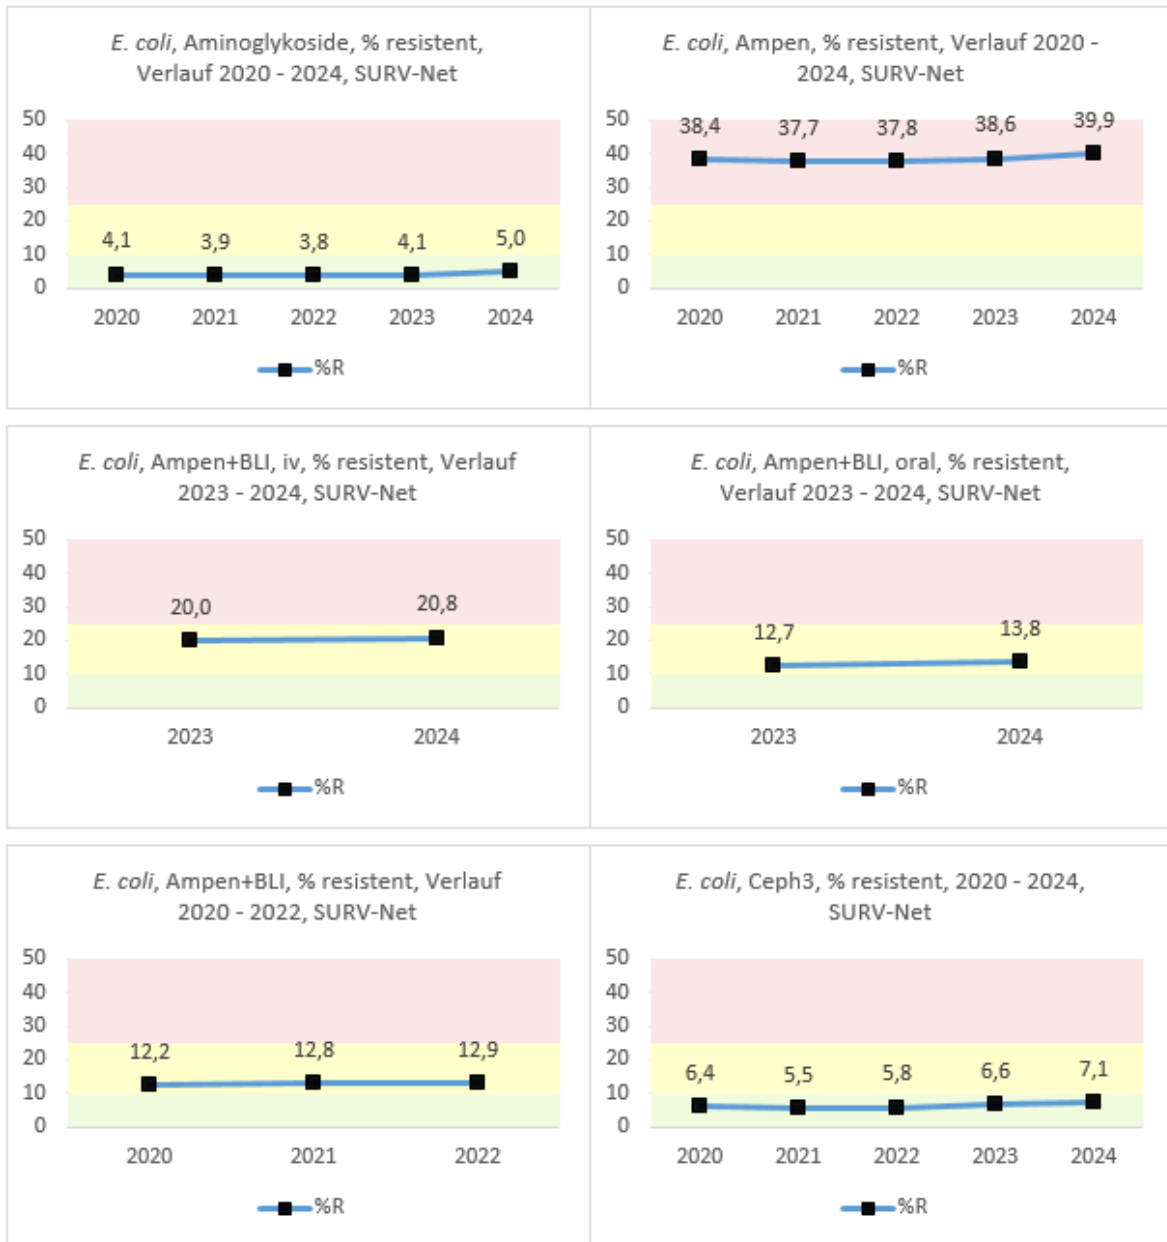 E. coli, Aminoglykoside, % resistent,
Verlauf 2020 - 2024, SURV-Net
50
40
30
20
10
0
4,1 3,9 3,8 4,1 5,0
2020 2021 2022 2023 2024
%R
E. coli, Ampen, % resistent, Verlauf 2020 -
2024, SURV-Net
50
40
30
20
10
0
38,4 37,7 37,8 38,6 39,9
2020 2021 2022 2023 2024
%R
E. coli, Ampen+BLI, iv, % resistent, Verlauf
2023 - 2024, SURV-Net
50
40
30
20
10
0
20,0 20,8
2023 2024
%R
E. coli, Ampen+BLI, oral, % resistent,
Verlauf 2023 - 2024, SURV-Net
50
40
30
20
10
0
12,7 13,8
2023 2024
%R
E. coli, Ampen+BLI, % resistent, Verlauf
2020 - 2022, SURV-Net
50
40
30
20
10
0
12,2 12,8 12,9
2020 2021 2022
%R
E. coli, Ceph3, % resistent, 2020 - 2024,
SURV-Net
50
40
30
20
10
0
6,4 5,5 5,8 6,6 7,1
2020 2021 2022 2023 2024
%R